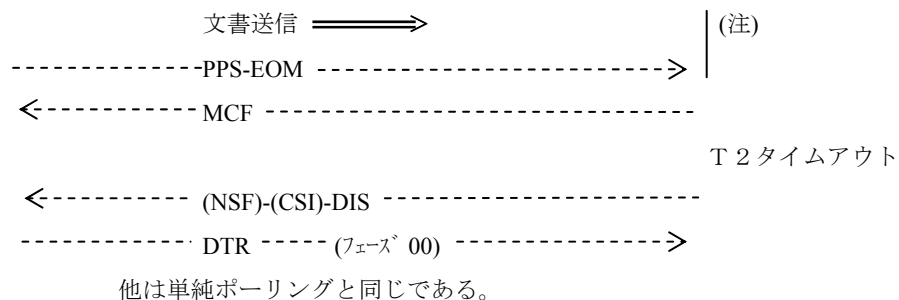 文書送信 (注)
PPS-EOM
MCF
T２タイムアウト
(NSF)-(CSI)-DIS
DTR (ﾌｪｰｽﾞ 00)
他は単純ポーリングと同じである。